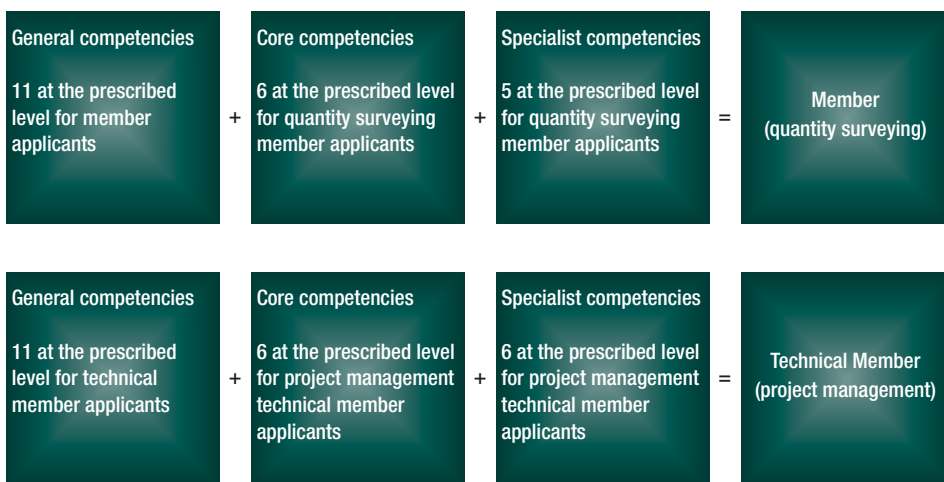 General competencies
11 at the prescribed
level for member
applicants
+
Core competencies
6 at the prescribed level
for quantity surveying
member applicants
+
Specialist competencies
5 at the prescribed level
for quantity surveying
member applicants
=
Member
(quantity surveying)
General competencies
11 at the prescribed
level for technical
member applicants
+
Core competencies
6 at the prescribed level
for project management
technical member
applicants
+
Specialist competencies
6 at the prescribed level
for project management
technical member
applicants
=
Technical Member
(project management)